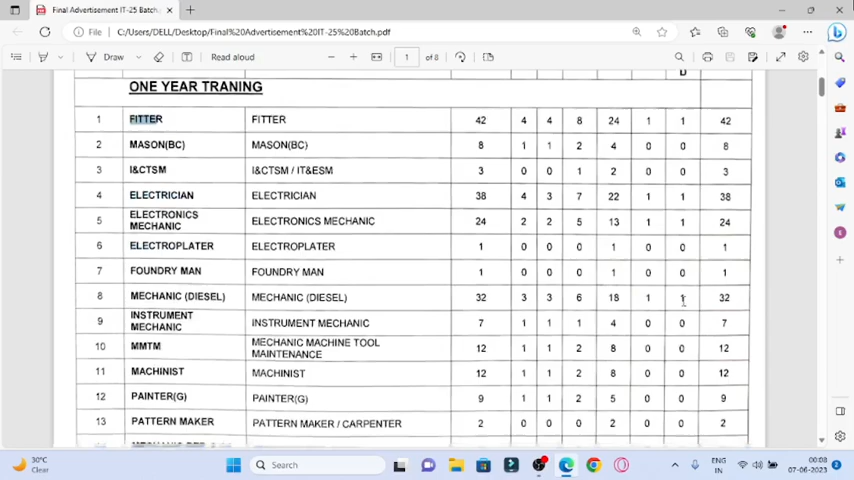 Final Advertisement IT-25 Batch.
File
C:/Users/DELL/Desktop/Final%20Advertisement%20IT-25%20Batch.pdf
Draw
Read aloud
1 of 8
D
ONE YEAR TRANING
1 FITTER FITTER 42 4 4 8 24 1 1 42
2 MASON(BC) MASON(BC) 8 1 1 2 4 0 0 8
3 I&CTSM I&CTSM / IT&ESM 3 0 0 1 2 0 0 3
4 ELECTRICIAN ELECTRICIAN 38 4 3 7 22 1 1 38
5 ELECTRONICS MECHANIC ELECTRONICS MECHANIC 24 2 2 5 13 1 1 24
6 ELECTROPLATER ELECTROPLATER 1 0 0 0 1 0 0 1
7 FOUNDRY MAN FOUNDRY MAN 1 0 0 0 1 0 0 1
8 MECHANIC (DIESEL) MECHANIC (DIESEL) 32 3 3 6 18 1 1 32
9 INSTRUMENT MECHANIC INSTRUMENT MECHANIC 7 1 1 1 4 0 0 7
10 MMTM MECHANIC MACHINE TOOL MAINTENANCE 12 1 1 2 8 0 0 12
11 MACHINIST MACHINIST 12 1 1 2 8 0 0 12
12 PAINTER(G) PAINTER(G) 9 1 1 2 5 0 0 9
13 PATTERN MAKER PATTERN MAKER / CARPENTER 2 0 0 0 2 0 0 2
30°C
Clear
Search
ENG
IN
00:08
07-06-2023